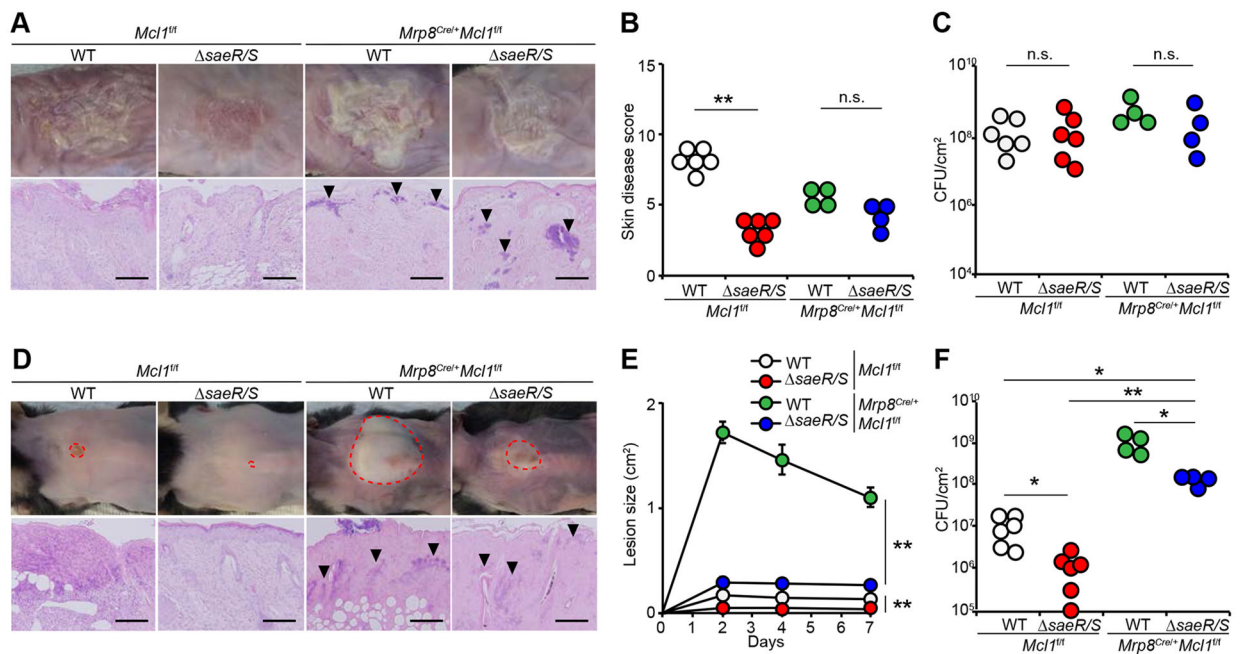 A
Mcl1f/f
Mrp8Cre/+Mcl1f/f
WT
ΔsaeR/S
WT
ΔsaeR/S
B
Skin disease score
15
10
5
0
**
n.s.
WT
ΔsaeR/S
WT
ΔsaeR/S
Mcl1f/f
Mrp8Cre/+Mcl1f/f
C
CFU/cm²
10¹⁰
10⁸
10⁶
10⁴
n.s.
n.s.
WT
ΔsaeR/S
WT
ΔsaeR/S
Mcl1f/f
Mrp8Cre/+Mcl1f/f
D
Mcl1f/f
Mrp8Cre/+Mcl1f/f
WT
ΔsaeR/S
WT
ΔsaeR/S
E
WT
ΔsaeR/S
Mcl1f/f
WT
ΔsaeR/S
Mrp8Cre/+
Mcl1f/f
Lesion size (cm²)
2
1
0
**
**
0 1 2 3 4 5 6 7
Days
F
CFU/cm²
10¹⁰
10⁹
10⁸
10⁷
10⁶
10⁵
*
**
*
*
WT
ΔsaeR/S
WT
ΔsaeR/S
Mcl1f/f
Mrp8Cre/+Mcl1f/f